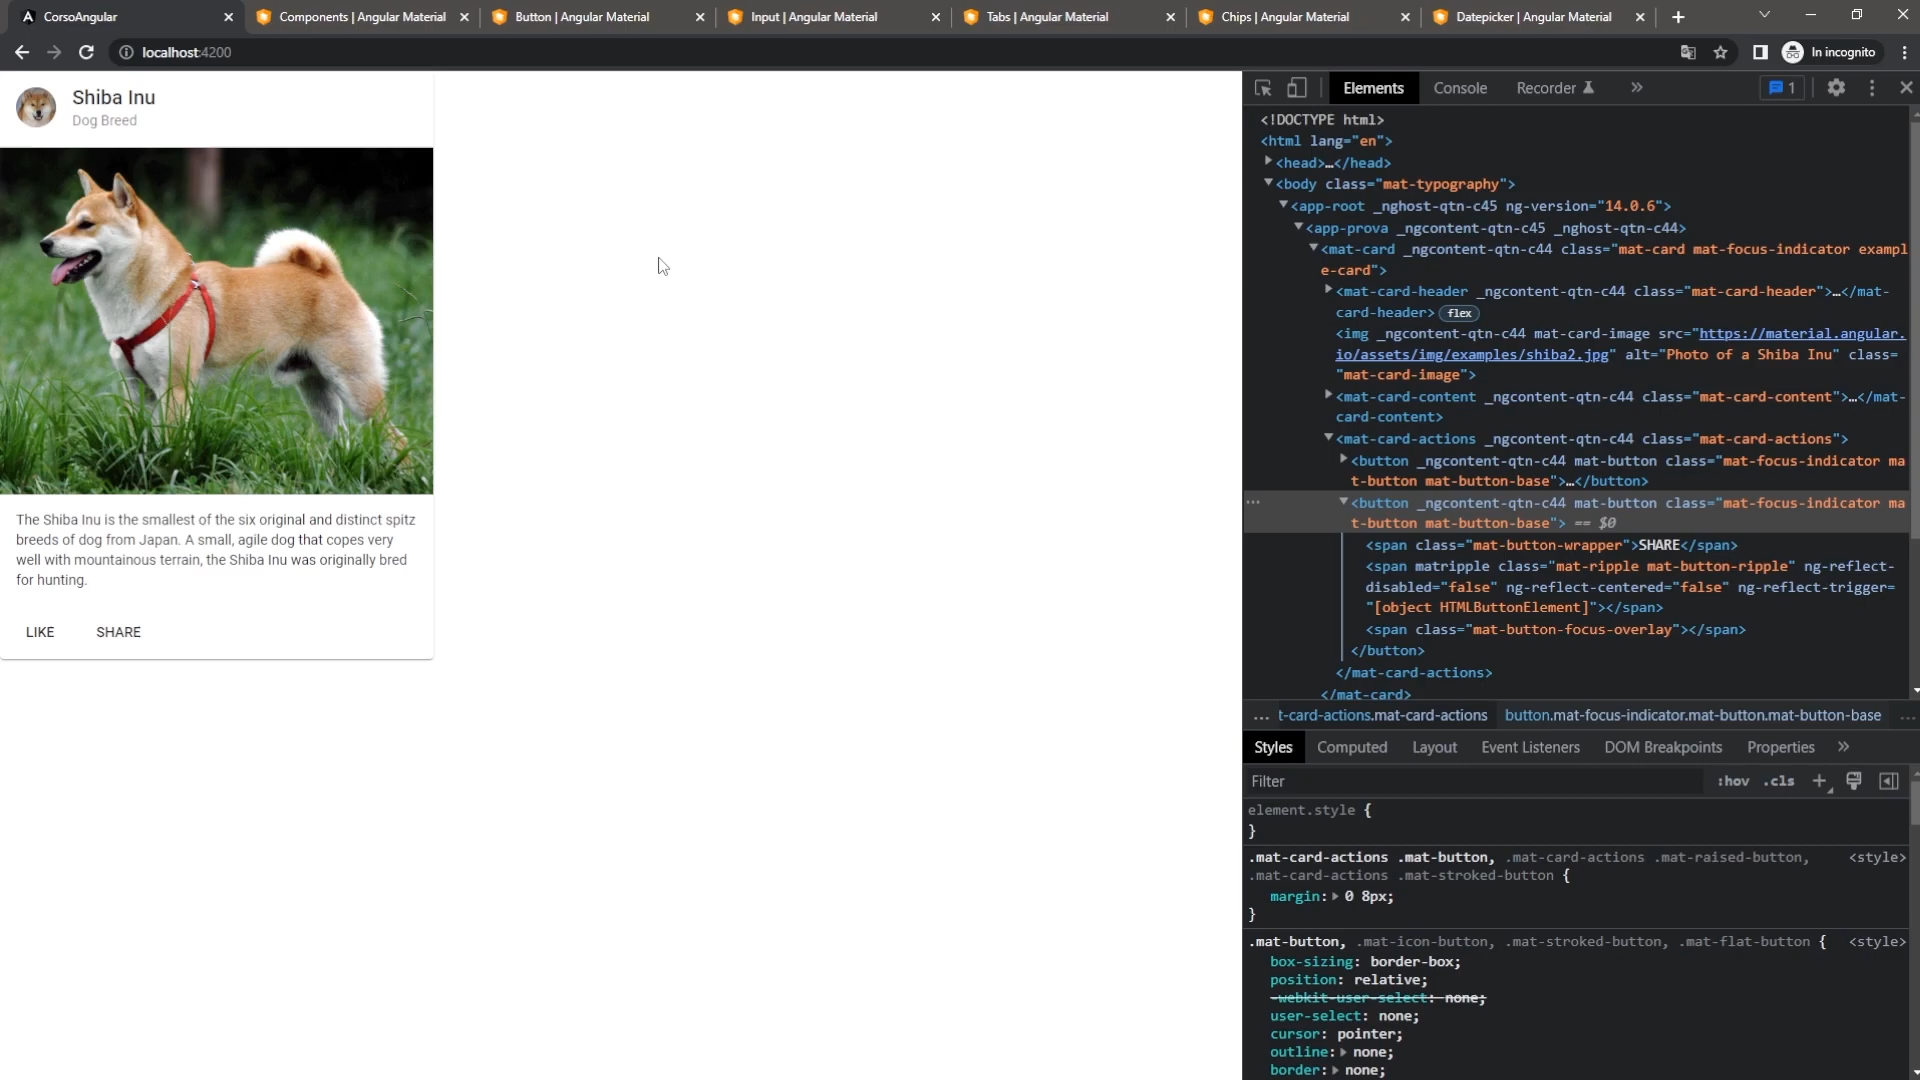 CorsoAngular
Components | Angular Material
Button | Angular Material
Input | Angular Material
Tabs | Angular Material
Chips | Angular Material
Datepicker | Angular Material
localhost:4200
In incognito
Shiba Inu
Dog Breed
The Shiba Inu is the smallest of the six original and distinct spitz
breeds of dog from Japan. A small, agile dog that copes very
well with mountainous terrain, the Shiba Inu was originally bred
for hunting.
LIKE SHARE
Elements Console Recorder 1
<!DOCTYPE html>
<html lang="en">
<head>…</head>
<body class="mat-typography">
<app-root _nghost-qtn-c45 ng-version="14.0.6">
<app-prova _ngcontent-qtn-c45 _nghost-qtn-c44>
<mat-card _ngcontent-qtn-c44 class="mat-card mat-focus-indicator exampl
e-card">
<mat-card-header _ngcontent-qtn-c44 class="mat-card-header">…</mat-
card-header> flex
<img _ngcontent-qtn-c44 mat-card-image src="https://material.angular.
io/assets/img/examples/shiba2.jpg" alt="Photo of a Shiba Inu" class=
"mat-card-image">
<mat-card-content _ngcontent-qtn-c44 class="mat-card-content">…</mat-
card-content>
<mat-card-actions _ngcontent-qtn-c44 class="mat-card-actions">
<button _ngcontent-qtn-c44 mat-button class="mat-focus-indicator ma
t-button mat-button-base">…</button>
<button _ngcontent-qtn-c44 mat-button class="mat-focus-indicator ma
t-button mat-button-base"> == $0
<span class="mat-button-wrapper">SHARE</span>
<span matripple class="mat-ripple mat-button-ripple" ng-reflect-
disabled="false" ng-reflect-centered="false" ng-reflect-trigger=
"[object HTMLButtonElement]"></span>
<span class="mat-button-focus-overlay"></span>
</button>
</mat-card-actions>
</mat-card>
… t-card-actions.mat-card-actions button.mat-focus-indicator.mat-button.mat-button-base …
Styles Computed Layout Event Listeners DOM Breakpoints Properties
Filter :hov .cls
element.style {
}
.mat-card-actions .mat-button, .mat-card-actions .mat-raised-button, <style>
.mat-card-actions .mat-stroked-button {
margin: 0 8px;
}
.mat-button, .mat-icon-button, .mat-stroked-button, .mat-flat-button { <style>
box-sizing: border-box;
position: relative;
-webkit-user-select: none;
user-select: none;
cursor: pointer;
outline: none;
border: none;